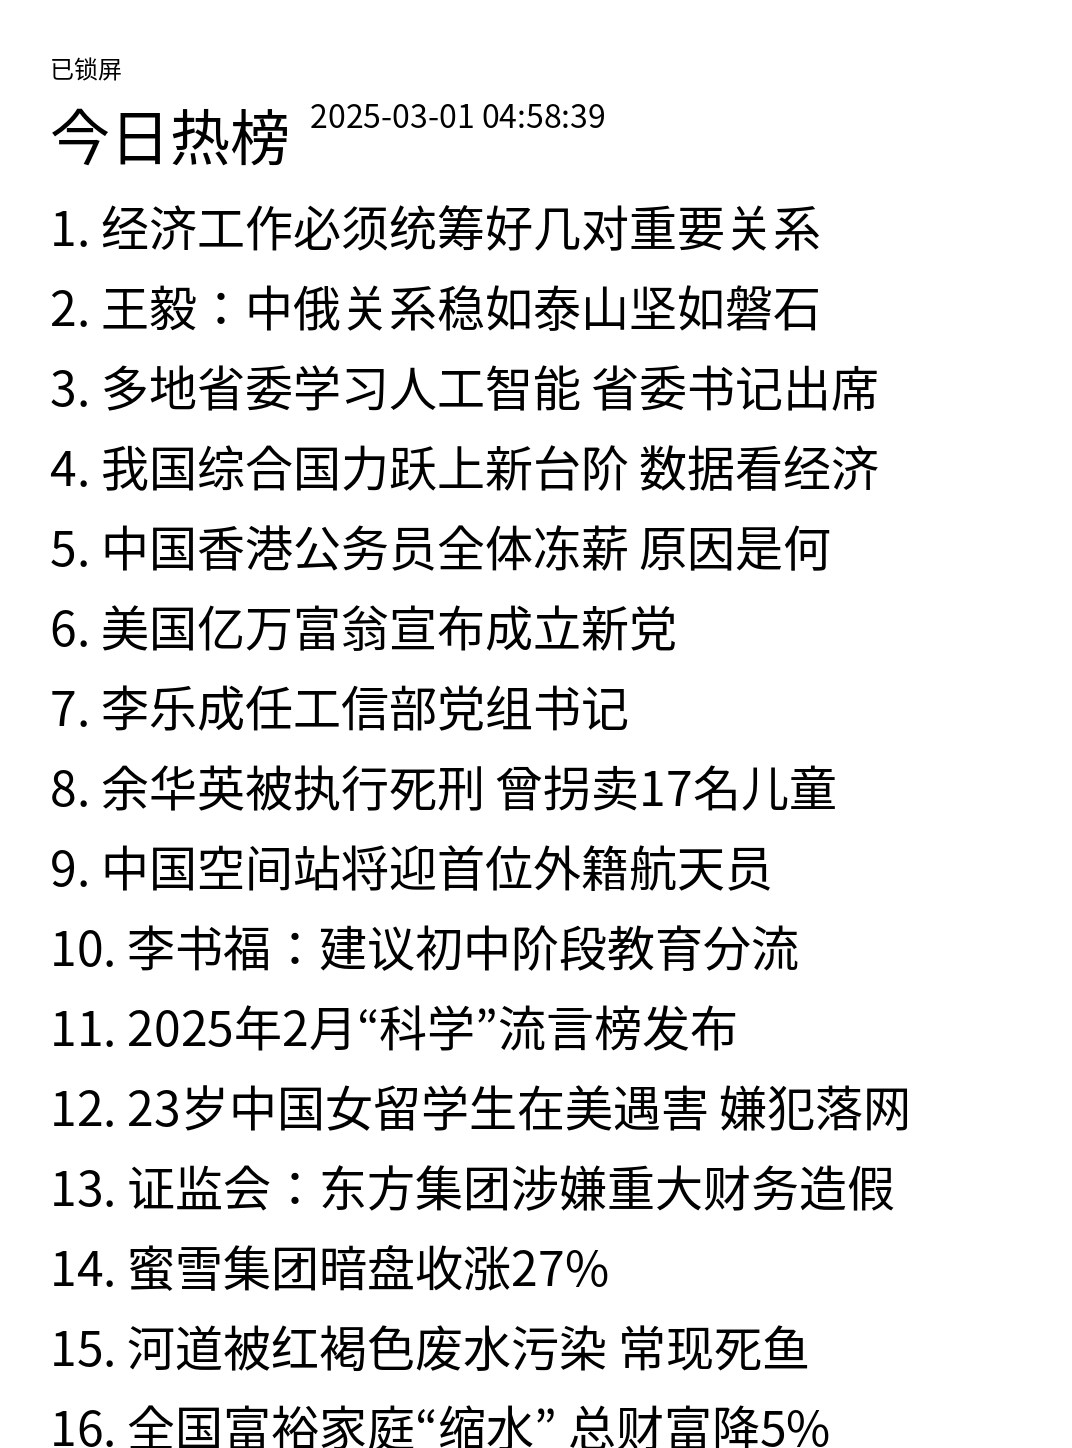 已锁屏
今日热榜 2025-03-01 04:58:39
1. 经济工作必须统筹好几对重要关系
2. 王毅：中俄关系稳如泰山坚如磐石
3. 多地省委学习人工智能 省委书记出席
4. 我国综合国力跃上新台阶 数据看经济
5. 中国香港公务员全体冻薪 原因是何
6. 美国亿万富翁宣布成立新党
7. 李乐成任工信部党组书记
8. 余华英被执行死刑 曾拐卖17名儿童
9. 中国空间站将迎首位外籍航天员
10. 李书福：建议初中阶段教育分流
11. 2025年2月“科学”流言榜发布
12. 23岁中国女留学生在美遇害 嫌犯落网
13. 证监会：东方集团涉嫌重大财务造假
14. 蜜雪集团暗盘收涨27%
15. 河道被红褐色废水污染 常现死鱼
16. 全国富裕家庭“缩水” 总财富降5%